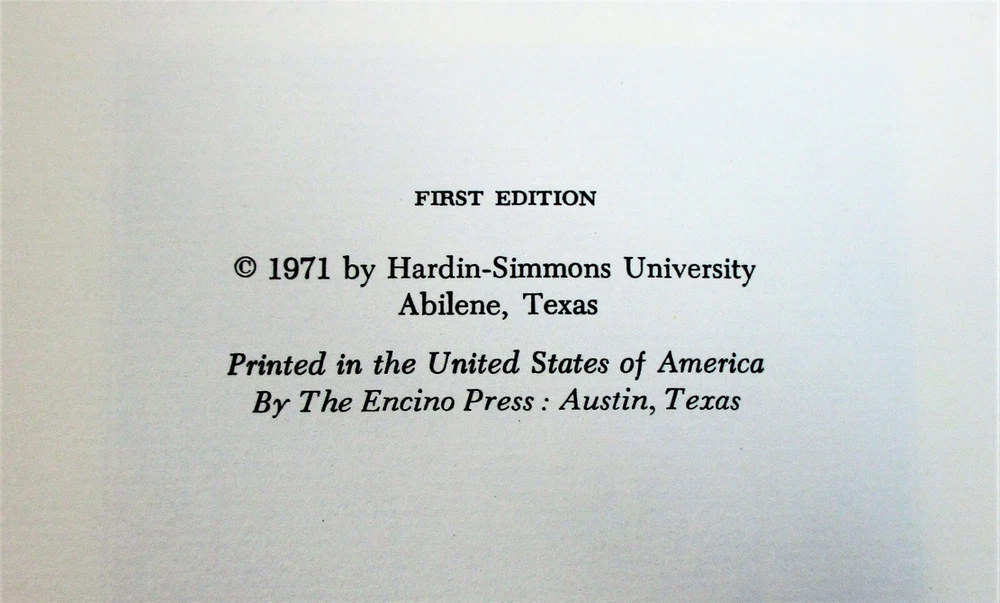 FIRST EDITION
© 1971 by Hardin-Simmons University
Abilene, Texas
Printed in the United States of America
By The Encino Press : Austin, Texas